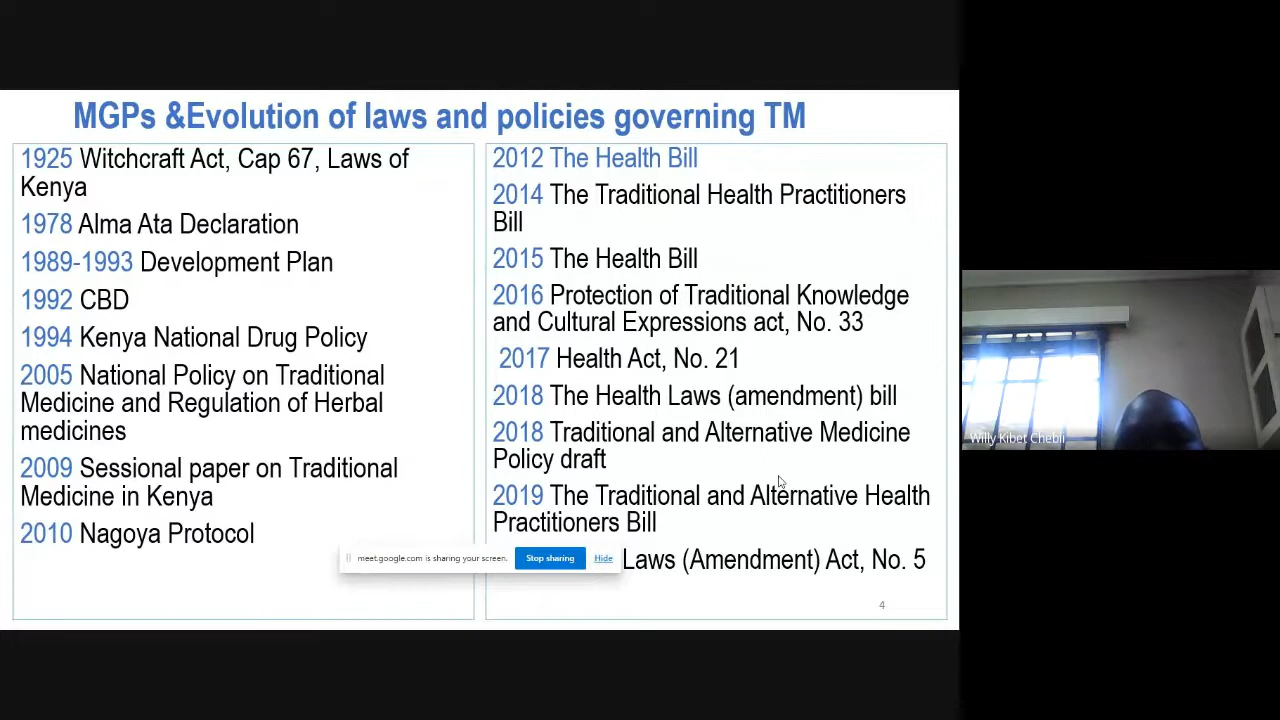 MGPs &Evolution of laws and policies governing TM
1925 Witchcraft Act, Cap 67, Laws of
Kenya
1978 Alma Ata Declaration
1989-1993 Development Plan
1992 CBD
1994 Kenya National Drug Policy
2005 National Policy on Traditional
Medicine and Regulation of Herbal
medicines
2009 Sessional paper on Traditional
Medicine in Kenya
2010 Nagoya Protocol
2012 The Health Bill
2014 The Traditional Health Practitioners
Bill
2015 The Health Bill
2016 Protection of Traditional Knowledge
and Cultural Expressions act, No. 33
2017 Health Act, No. 21
2018 The Health Laws (amendment) bill
2018 Traditional and Alternative Medicine
Policy draft
2019 The Traditional and Alternative Health
Practitioners Bill
Laws (Amendment) Act, No. 5
meet.google.com is sharing your screen. Stop sharing Hide
4
Willy Kibet Chebii